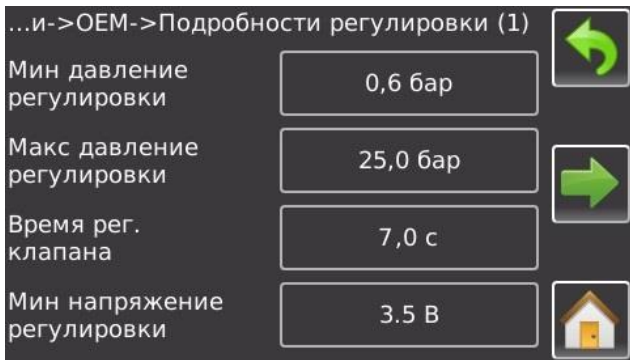 ...и->OEM->Подробности регулировки (1)
Мин давление
регулировки
0,6 бар
Макс давление
регулировки
25,0 бар
Время рег.
клапана
7,0 с
Мин напряжение
регулировки
3.5 В